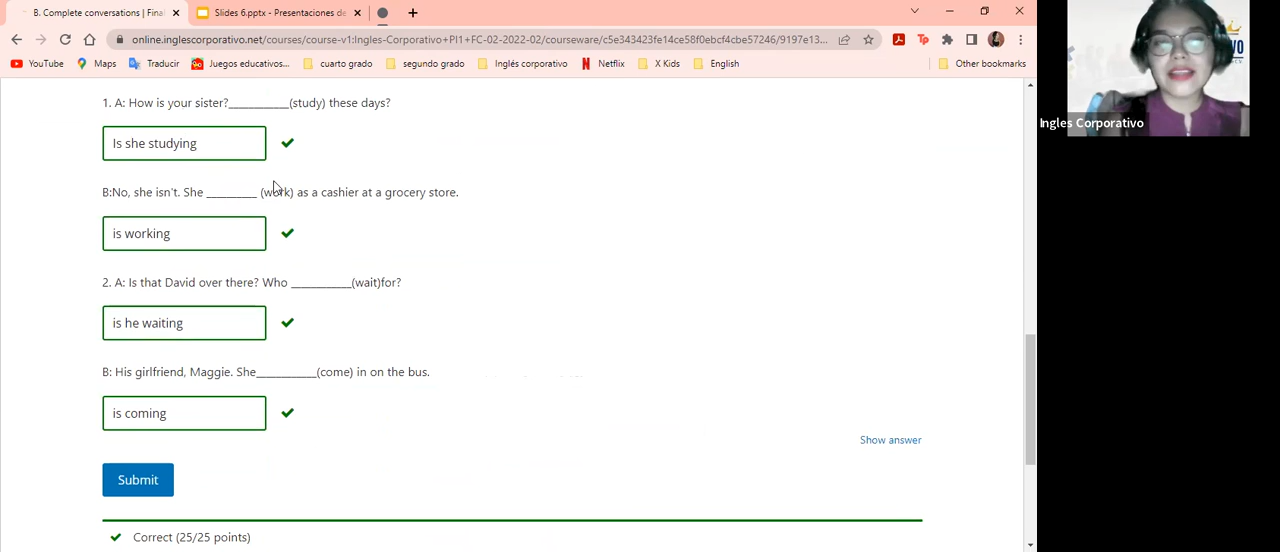 B. Complete conversations | Final
Slides 6.pptx - Presentaciones de
online.inglescorporativo.net/courses/course-v1:Ingles-Corporativo+PI1+FC-02-2022-02/courseware/c5e343423fe14ce58f0ebcf4cbe57246/9197e13...
YouTube
Maps
Traducir
Juegos educativos...
cuarto grado
segundo grado
Inglés corporativo
Netflix
X Kids
English
Other bookmarks
1. A: How is your sister?___________(study) these days?
Is she studying
B:No, she isn't. She _________ (work) as a cashier at a grocery store.
is working
2. A: Is that David over there? Who ___________(wait)for?
is he waiting
B: His girlfriend, Maggie. She___________(come) in on the bus.
is coming
Show answer
Submit
Correct (25/25 points)
Ingles Corporativo